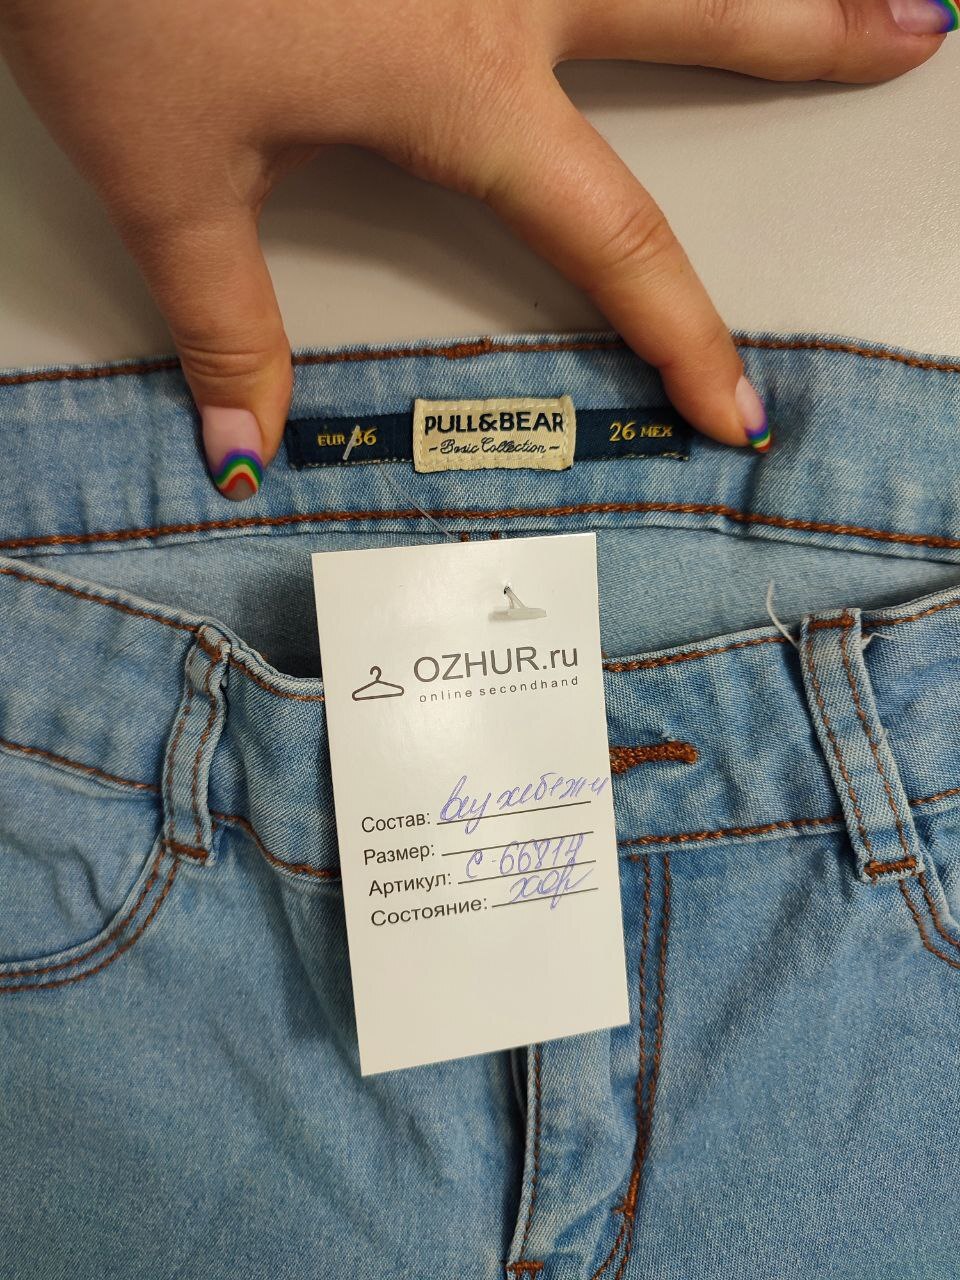 EUR 36
PULL&BEAR
- Basic Collection -
26 MEX
OZHUR.ru
online secondhand
Состав:
Размер:
Артикул: С-66814
Состояние: хор